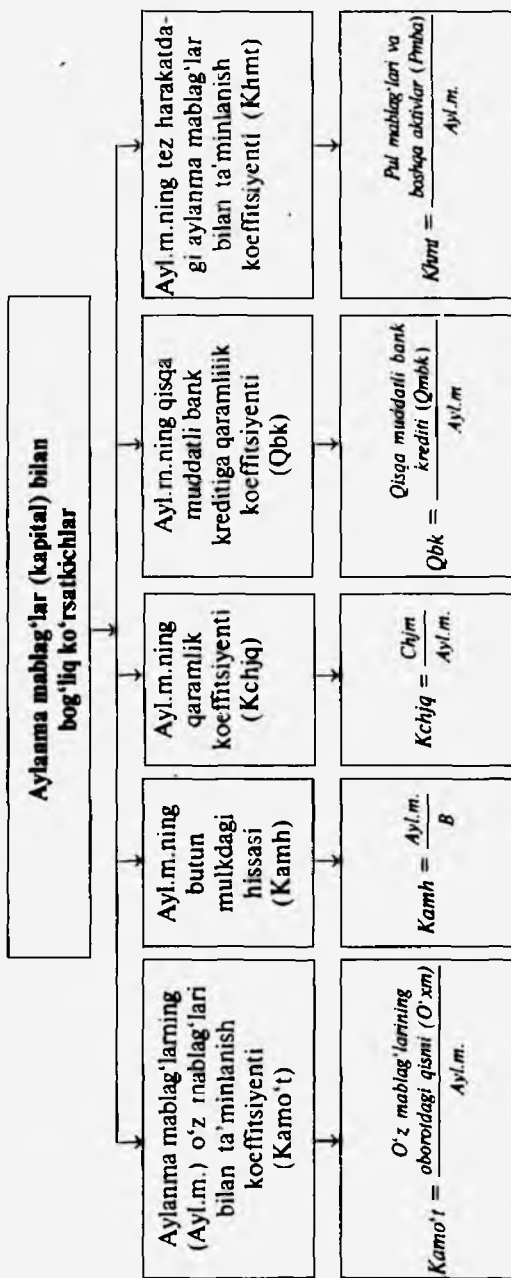 Aylanma mablag‘lar (kapital) bilan
bog‘liq ko‘rsatkichlar
Aylanma mablag‘larning
(Ayl.m.) o‘z mablag‘lari
bilan ta’minlanish
koeffitsiyenti
(Kamo‘t)
Ayl.m.ning
butun
mulkdagi
hissasi
(Kamh)
Ayl.m.ning
qaramlik
koeffitsiyenti
(Kchjq)
Ayl.m.ning qisqa
muddatli bank
kreditiga qaramlilik
koeffitsiyenti
(Qbk)
Ayl.m.ning tez harakatda-
gi aylanma mablag‘lar
bilan ta’minlanish
koeffitsiyenti (Khmt)
Kamo‘t = O‘z mablag‘larining
oborotdagi qismi (O‘xm)
Ayl.m.
Kamh = Ayl.m.
B
Kchjq = Chjm
Ayl.m.
Qbk = Qisqa muddatli bank
krediti (Qmbk)
Ayl.m
Khmt = Pul mablag‘lari va
boshqa aktivlar (Pmba)
Ayl.m.